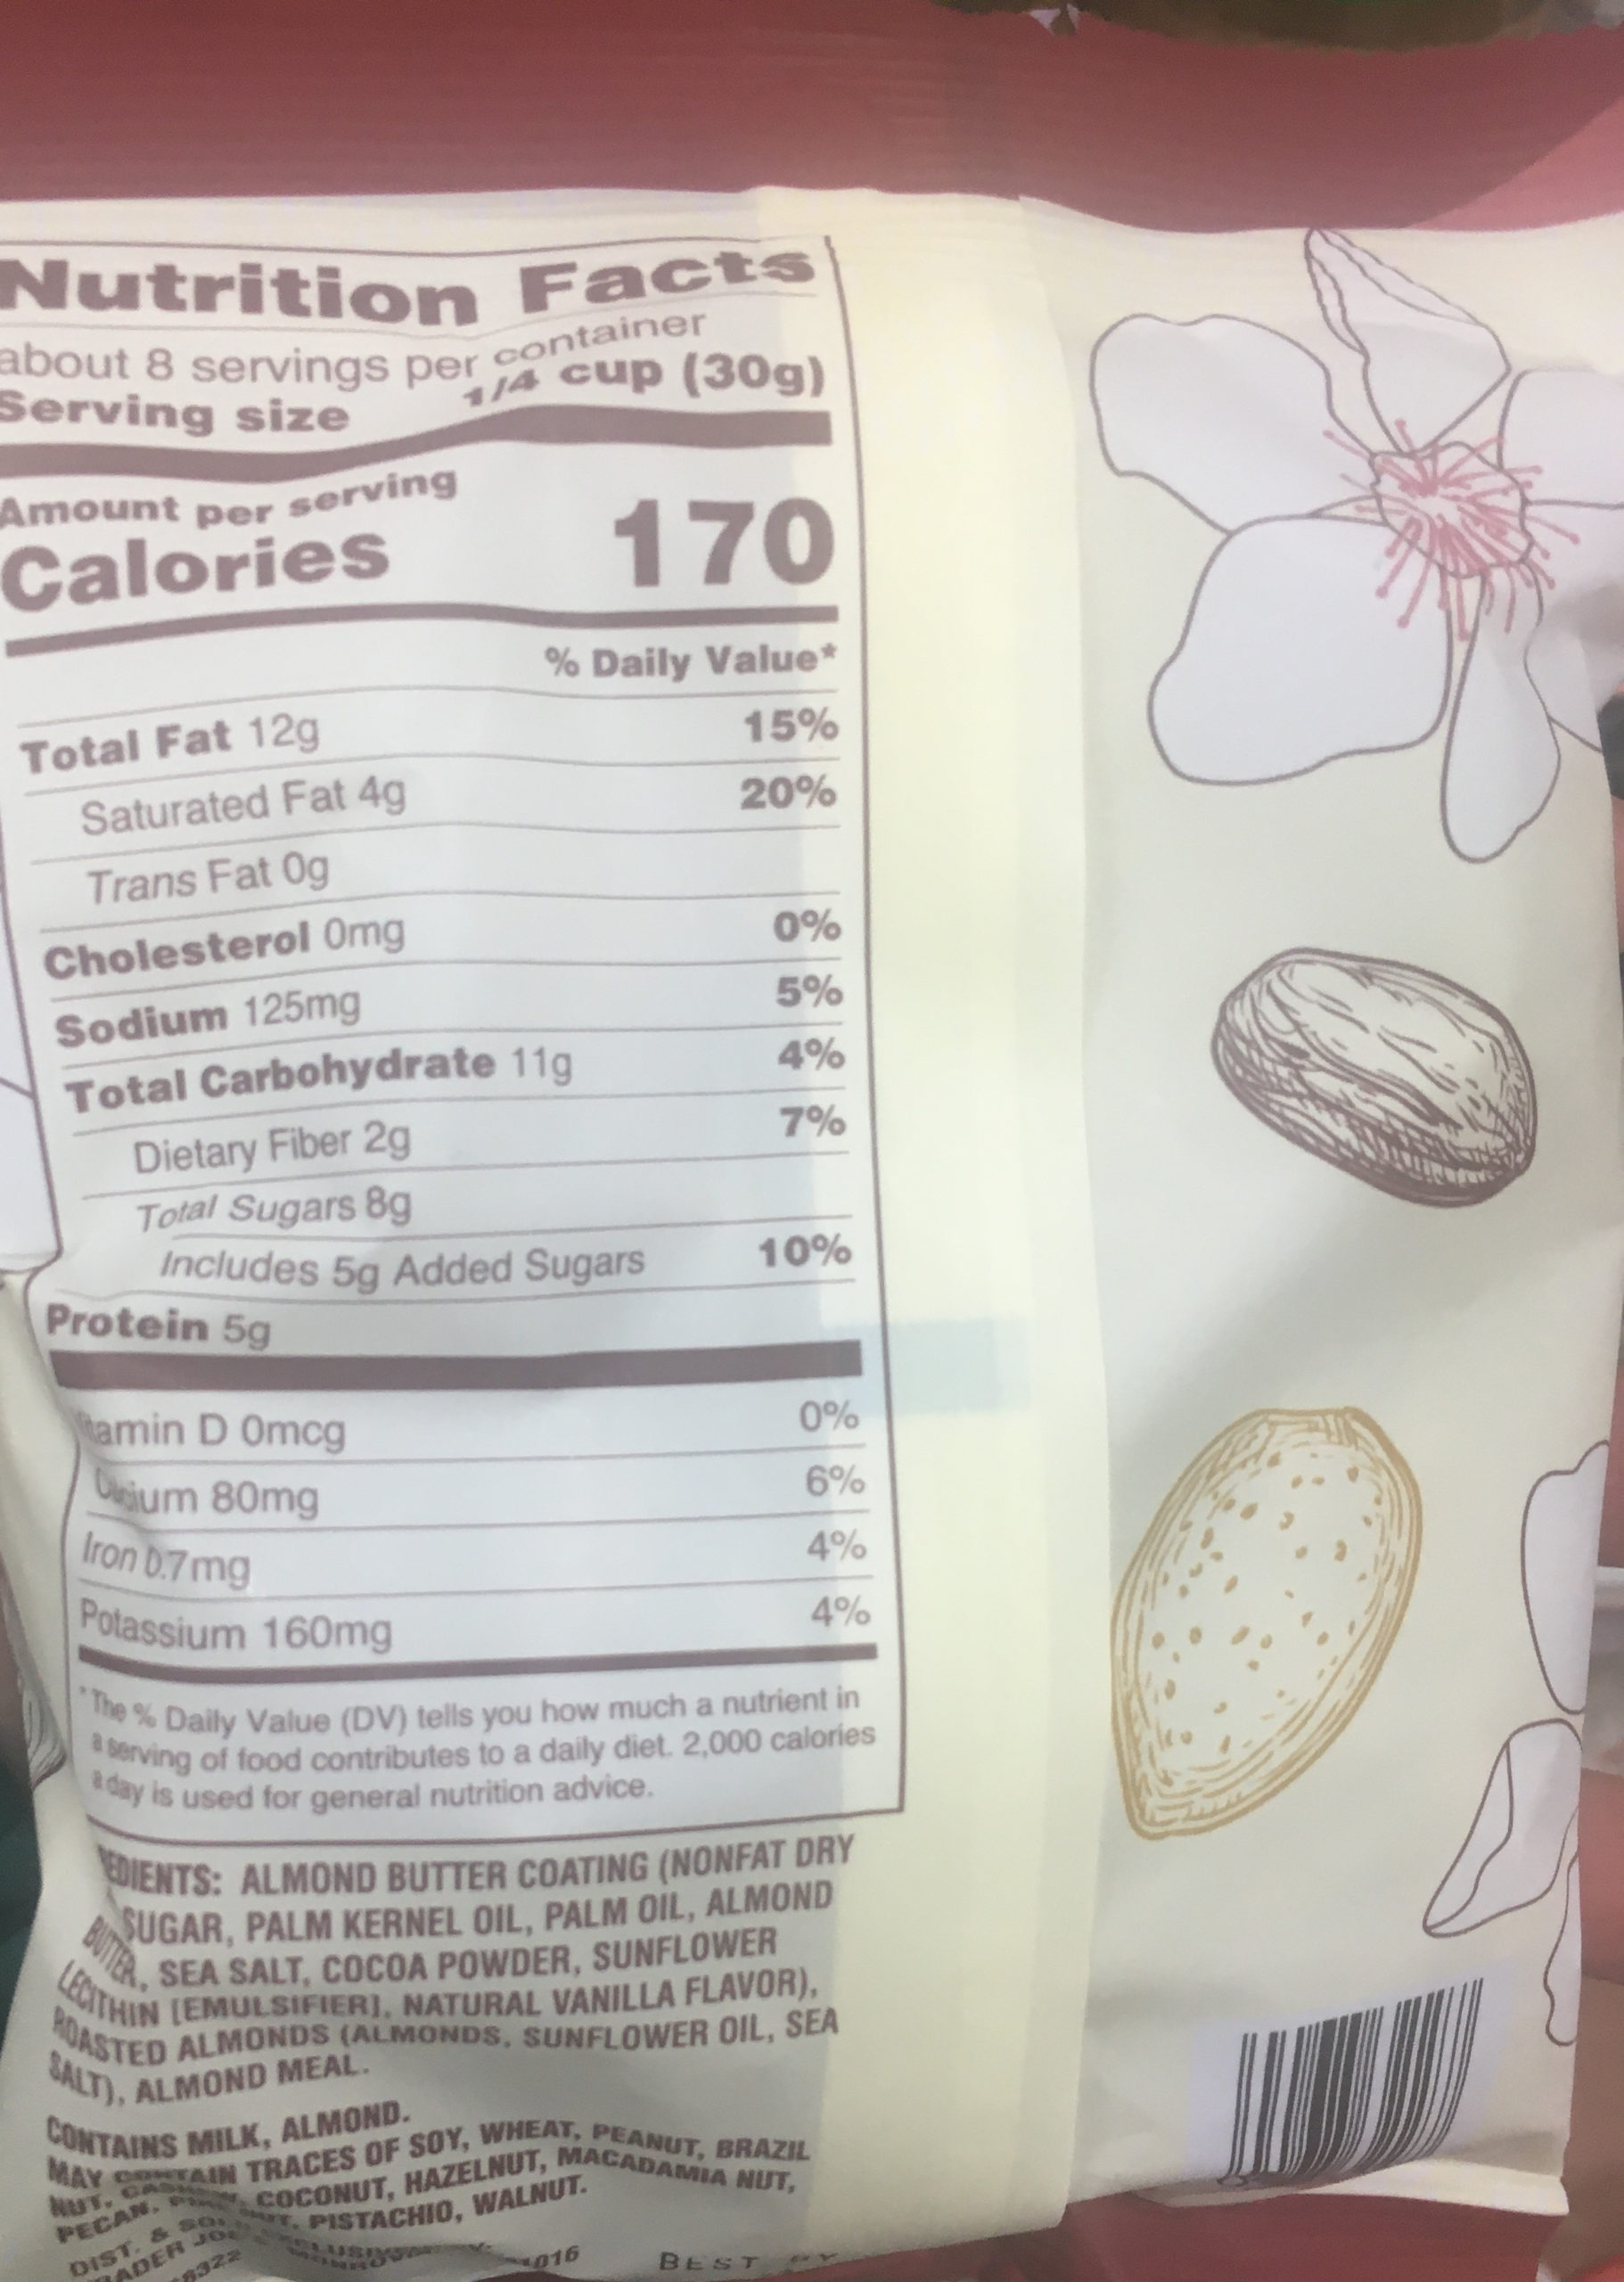 Nutrition Facts
about 8 servings per container
Serving size 1/4 cup (30g)
Amount per serving
Calories 170
% Daily Value*
Total Fat 12g 15%
Saturated Fat 4g 20%
Trans Fat 0g
Cholesterol 0mg 0%
Sodium 125mg 5%
Total Carbohydrate 11g 4%
Dietary Fiber 2g 7%
Total Sugars 8g
Includes 5g Added Sugars 10%
Protein 5g
tamin D 0mcg 0%
Calcium 80mg 6%
Iron 0.7mg 4%
Potassium 160mg 4%
*The % Daily Value (DV) tells you how much a nutrient in
a serving of food contributes to a daily diet. 2,000 calories
a day is used for general nutrition advice.
EDIENTS: ALMOND BUTTER COATING (NONFAT DRY
SUGAR, PALM KERNEL OIL, PALM OIL, ALMOND
BUTTER, SEA SALT, COCOA POWDER, SUNFLOWER
LECITHIN [EMULSIFIER], NATURAL VANILLA FLAVOR),
ROASTED ALMONDS (ALMONDS, SUNFLOWER OIL, SEA
SALT), ALMOND MEAL.
CONTAINS MILK, ALMOND.
MAY CONTAIN TRACES OF SOY, WHEAT, PEANUT, BRAZIL
NUT, CASHEW, COCONUT, HAZELNUT, MACADAMIA NUT,
PECAN, PISTACHIO, WALNUT.
DIST. &
RADER JOE
1016
BEST BY